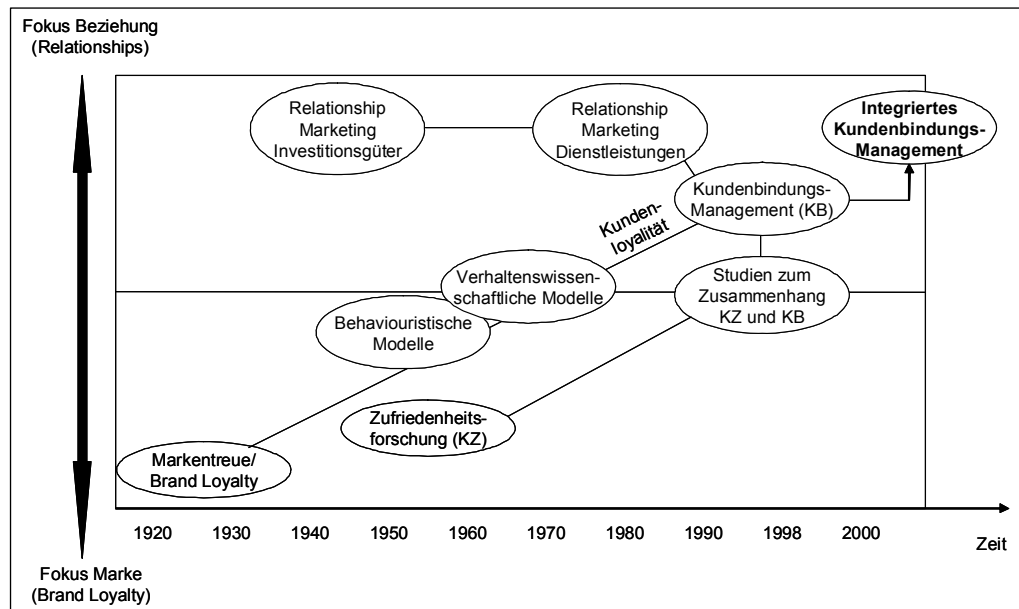 Fokus Beziehung
(Relationships)
Relationship
Marketing
Investitionsgüter
Relationship
Marketing
Dienstleistungen
Integriertes
Kundenbindungs-
Management
Kundenbindungs-
Management (KB)
Kunden-
loyalität
Verhaltenswissen-
schaftliche Modelle
Studien zum
Zusammenhang
KZ und KB
Behaviouristische
Modelle
Zufriedenheits-
forschung (KZ)
Markentreue/
Brand Loyalty
1920 1930 1940 1950 1960 1970 1980 1990 1998 2000
Zeit
Fokus Marke
(Brand Loyalty)